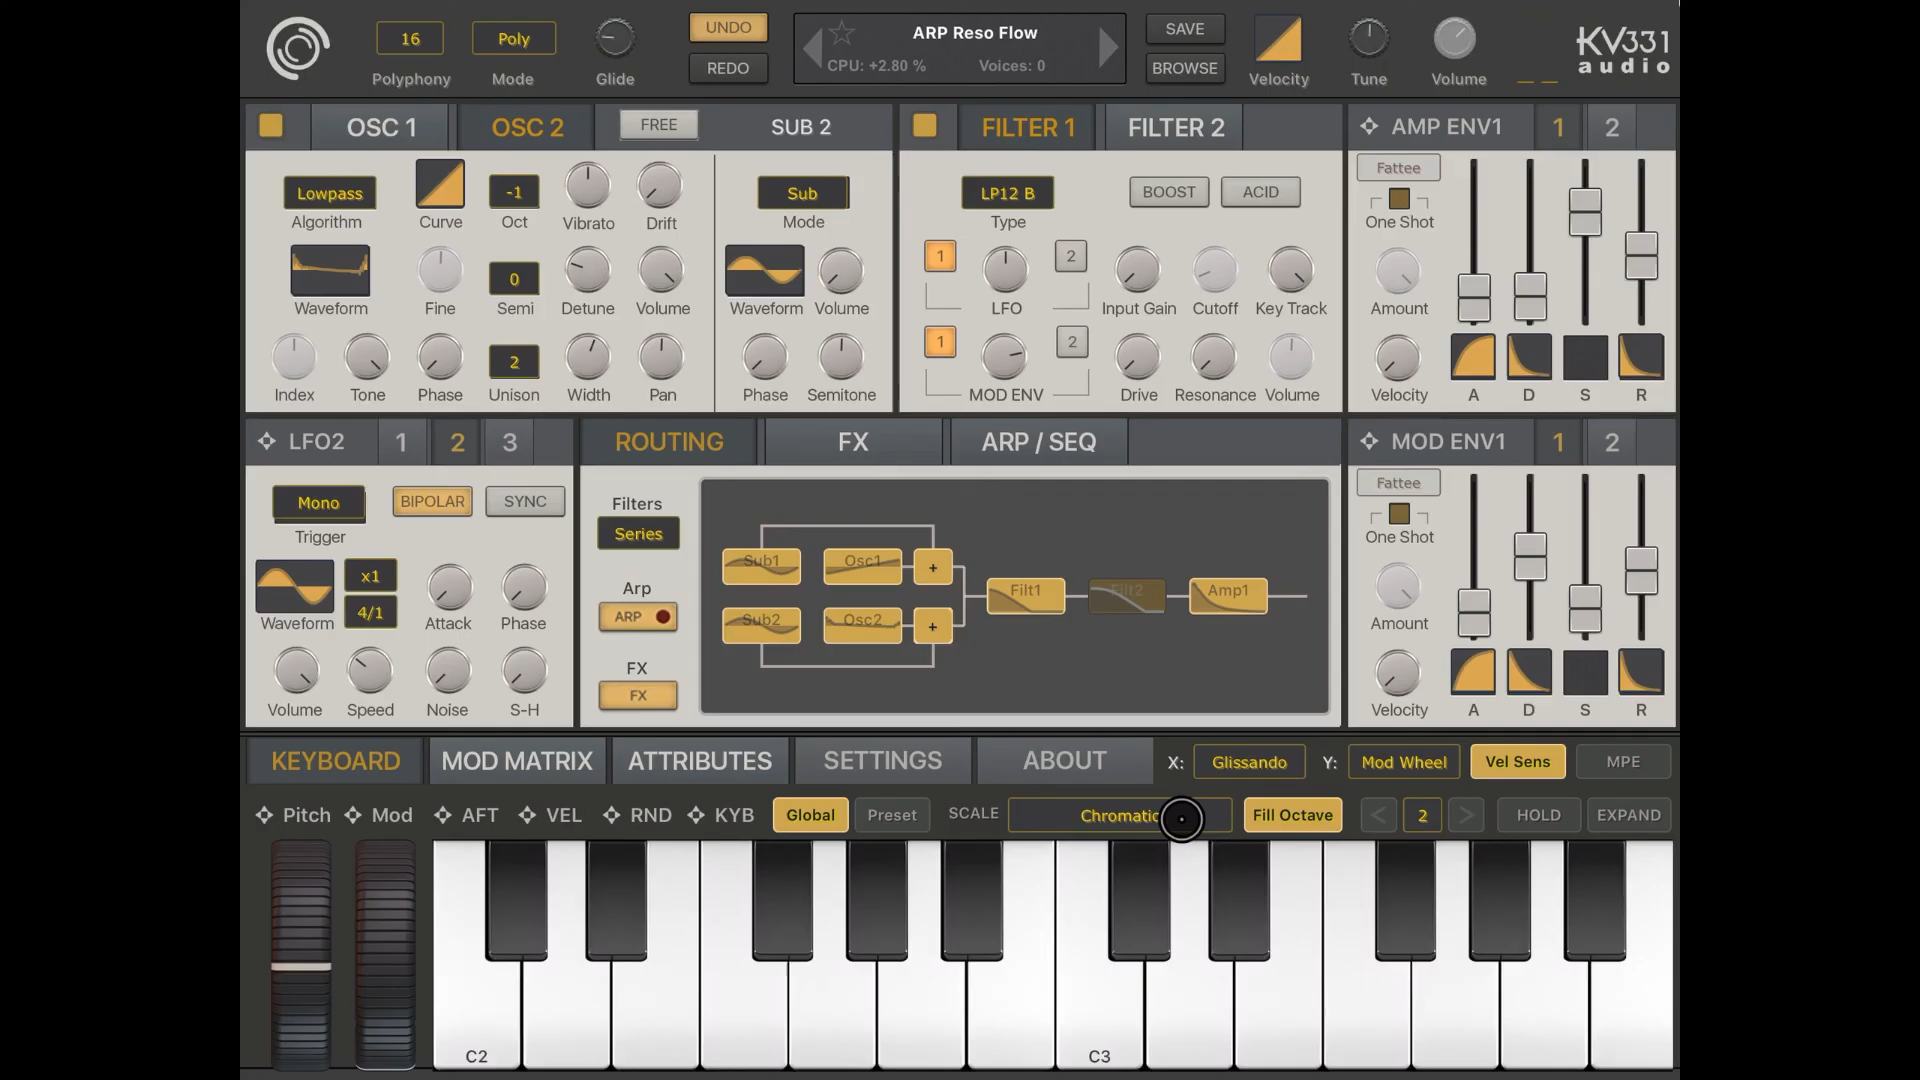 16 Poly UNDO ARP Reso Flow SAVE KV331
Polyphony Mode Glide REDO CPU: +2.80 % Voices: 0 BROWSE Velocity Tune Volume audio
OSC 1 OSC 2 FREE SUB 2 FILTER 1 FILTER 2 AMP ENV1 1 2
Lowpass -1 Sub LP12 B BOOST ACID Fattee
Algorithm Curve Oct Vibrato Drift Mode Type One Shot
1 2
0
Waveform Fine Semi Detune Volume Waveform Volume LFO Input Gain Cutoff Key Track Amount
1 2
2
Index Tone Phase Unison Width Pan Phase Semitone MOD ENV Drive Resonance Volume Velocity A D S R
LFO2 1 2 3 ROUTING FX ARP / SEQ MOD ENV1 1 2
Mono BIPOLAR SYNC Filters Fattee
Trigger Series One Shot
x1 Sub1 Osc1 +
Arp Filt1 Filt2 Amp1
4/1 ARP Sub2 Osc2 +
Waveform Attack Phase Amount
FX
FX
Volume Speed Noise S-H Velocity A D S R
KEYBOARD MOD MATRIX ATTRIBUTES SETTINGS ABOUT X: Glissando Y: Mod Wheel Vel Sens MPE
Pitch Mod AFT VEL RND KYB Global Preset SCALE Chromatic Fill Octave < 2 > HOLD EXPAND
C2 C3